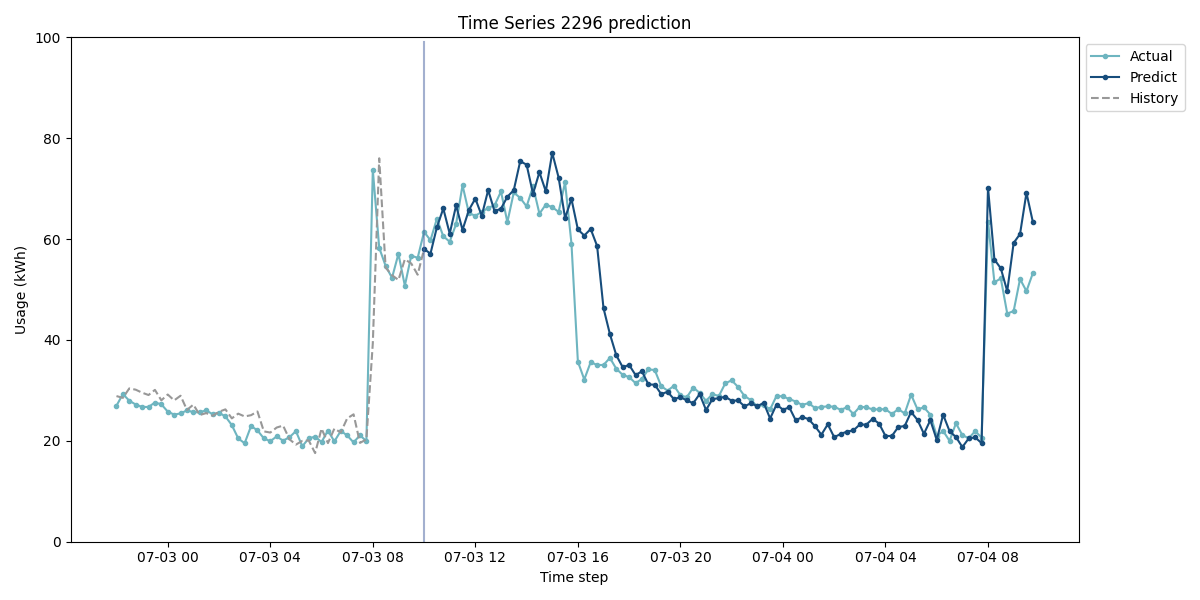 Time Series 2296 prediction
Usage (kWh)
100
80
60
40
20
0
07-03 00
07-03 04
07-03 08
07-03 12
07-03 16
07-03 20
07-04 00
07-04 04
07-04 08
Time step
Actual
Predict
History